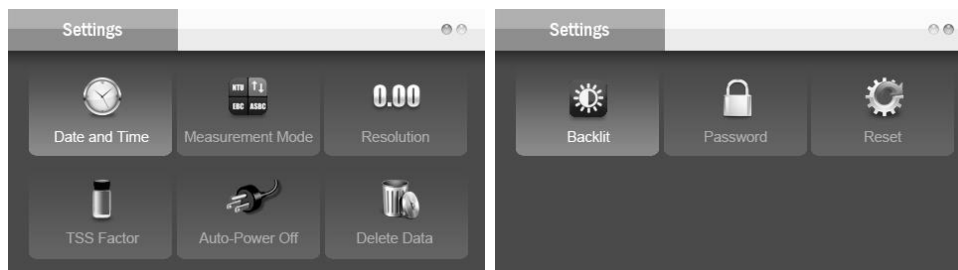 Settings
Date and Time
NTU
EBC ASBC
Measurement Mode
0.00
Resolution
TSS Factor
Auto-Power Off
Delete Data
Settings
Backlit
Password
Reset